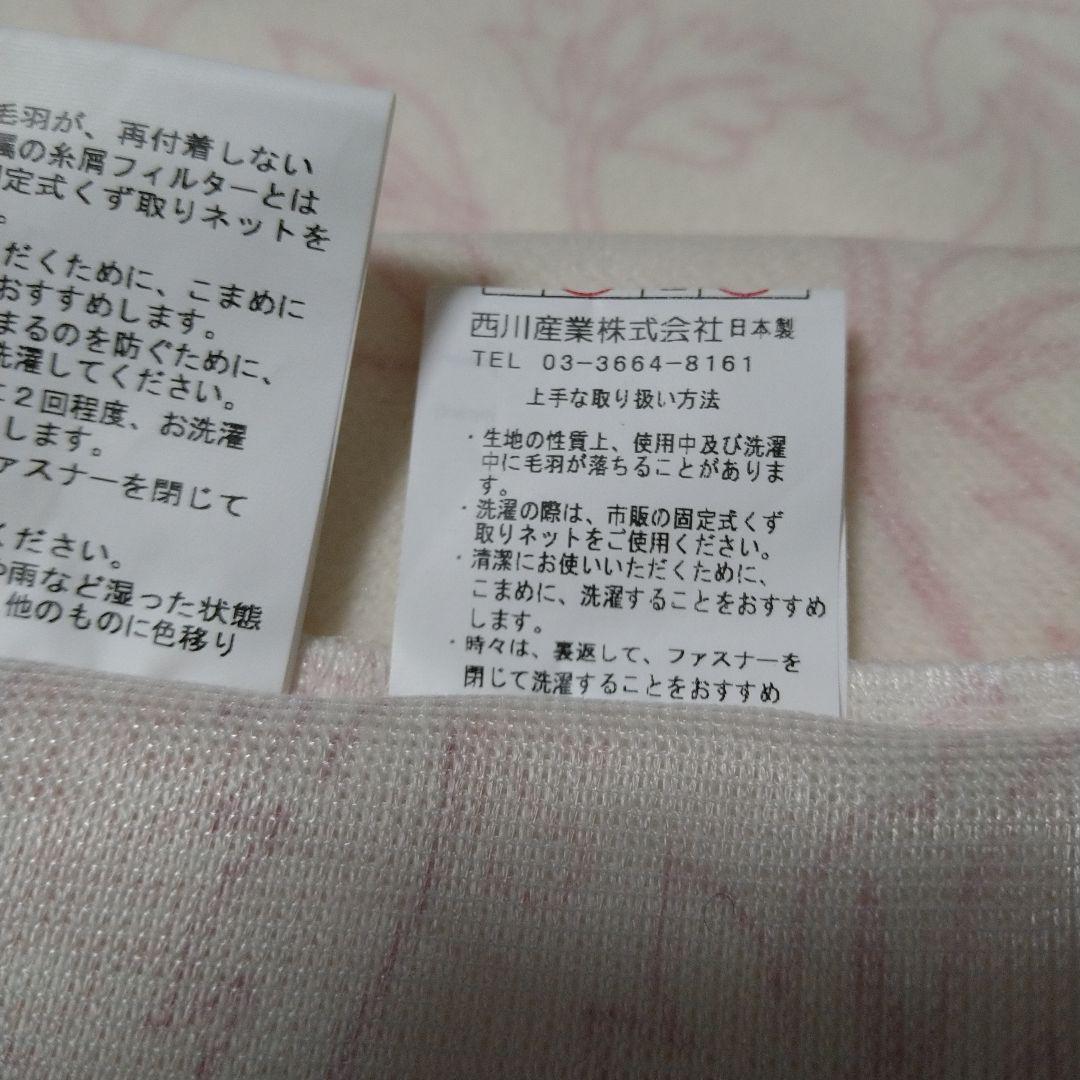 毛羽が、再付着しない
属の糸屑フィルターとは
定式くず取りネットを
。
だくために、こまめに
おすすめします。
まるのを防ぐために、
洗濯してください。
に2回程度、お洗濯
します。
ァスナーを閉じて
ください。
や雨など湿った状態
他のものに色移り
西川産業株式会社日本製
TEL 03-3664-8161
上手な取り扱い方法
・生地の性質上、使用中及び洗濯
中に毛羽が落ちることがありま
す。
・洗濯の際は、市販の固定式くず
取りネットをご使用ください。
・清潔にお使いいただくために、
こまめに、洗濯することをおすすめ
します。
・時々は、裏返して、ファスナーを
閉じて洗濯することをおすすめ